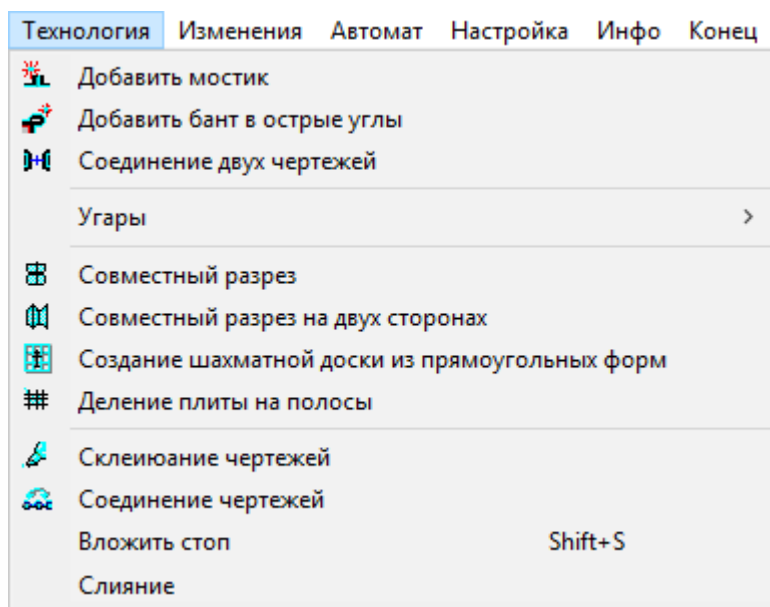 Технология Изменения Автомат Настройка Инфо Конец
Добавить мостик
Добавить бант в острые углы
Соединение двух чертежей
Угары
Совместный разрез
Совместный разрез на двух сторонах
Создание шахматной доски из прямоугольных форм
Деление плиты на полосы
Склеиюание чертежей
Соединение чертежей
Вложить стоп Shift+S
Слияние